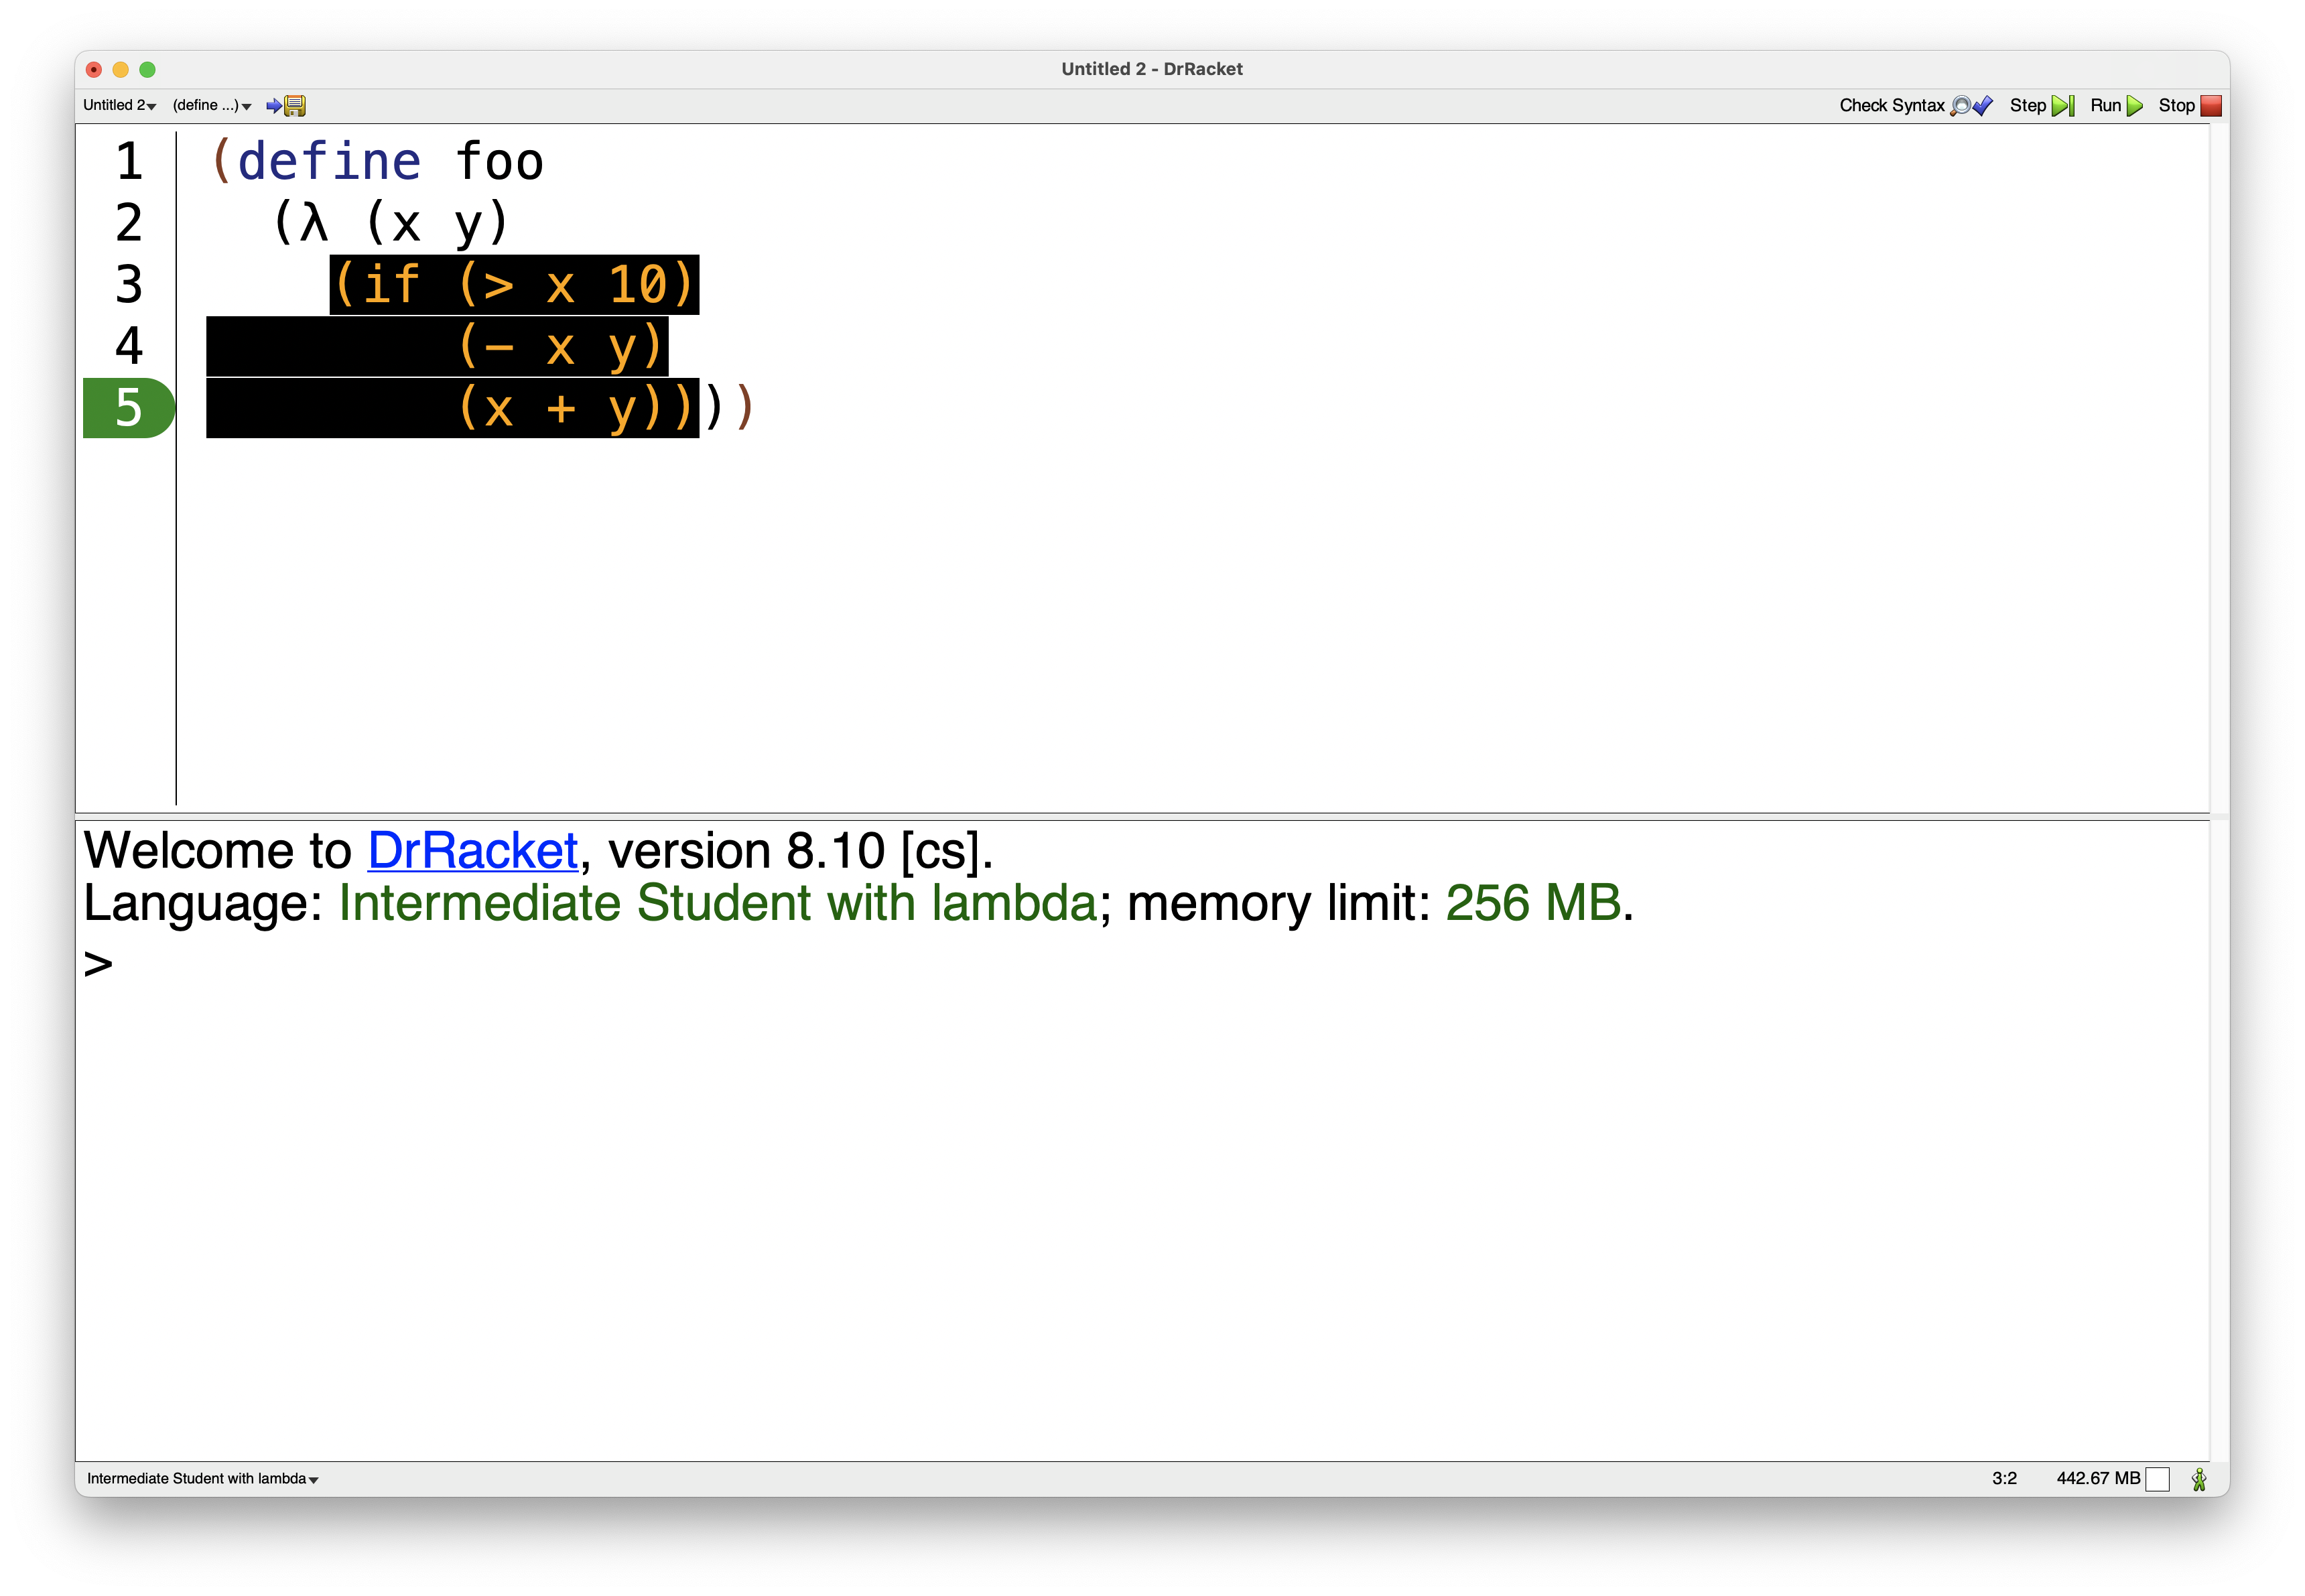 Untitled 2 - DrRacket
Untitled 2 (define ...) Check Syntax Step Run Stop
1 (define foo
2   (λ (x y)
3     (if (> x 10)
4         (- x y)
5         (x + y))))
Welcome to DrRacket, version 8.10 [cs].
Language: Intermediate Student with lambda; memory limit: 256 MB.
>
Intermediate Student with lambda 3:2 442.67 MB